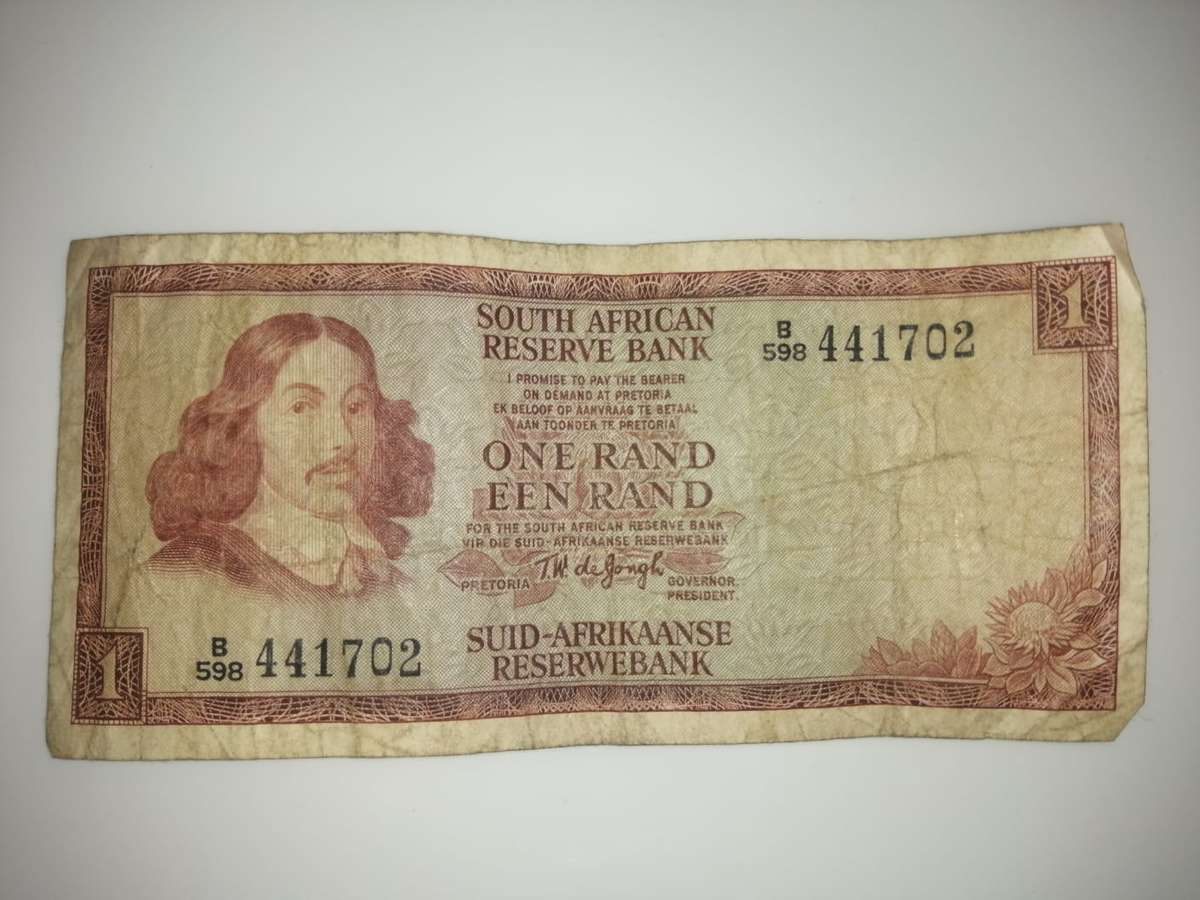 1
SOUTH AFRICAN
RESERVE BANK
B
598 441702
I PROMISE TO PAY THE BEARER
ON DEMAND AT PRETORIA
EK BELOOF OP AANVRAAG TE BETAAL
AAN TOONDER TE PRETORIA
ONE RAND
EEN RAND
FOR THE SOUTH AFRICAN RESERVE BANK
VIR DIE SUID-AFRIKAANSE RESERWEBANK
PRETORIA T.W. de Jongh GOVERNOR.
PRESIDENT.
SUID-AFRIKAANSE
RESERWEBANK
B
598 441702
1